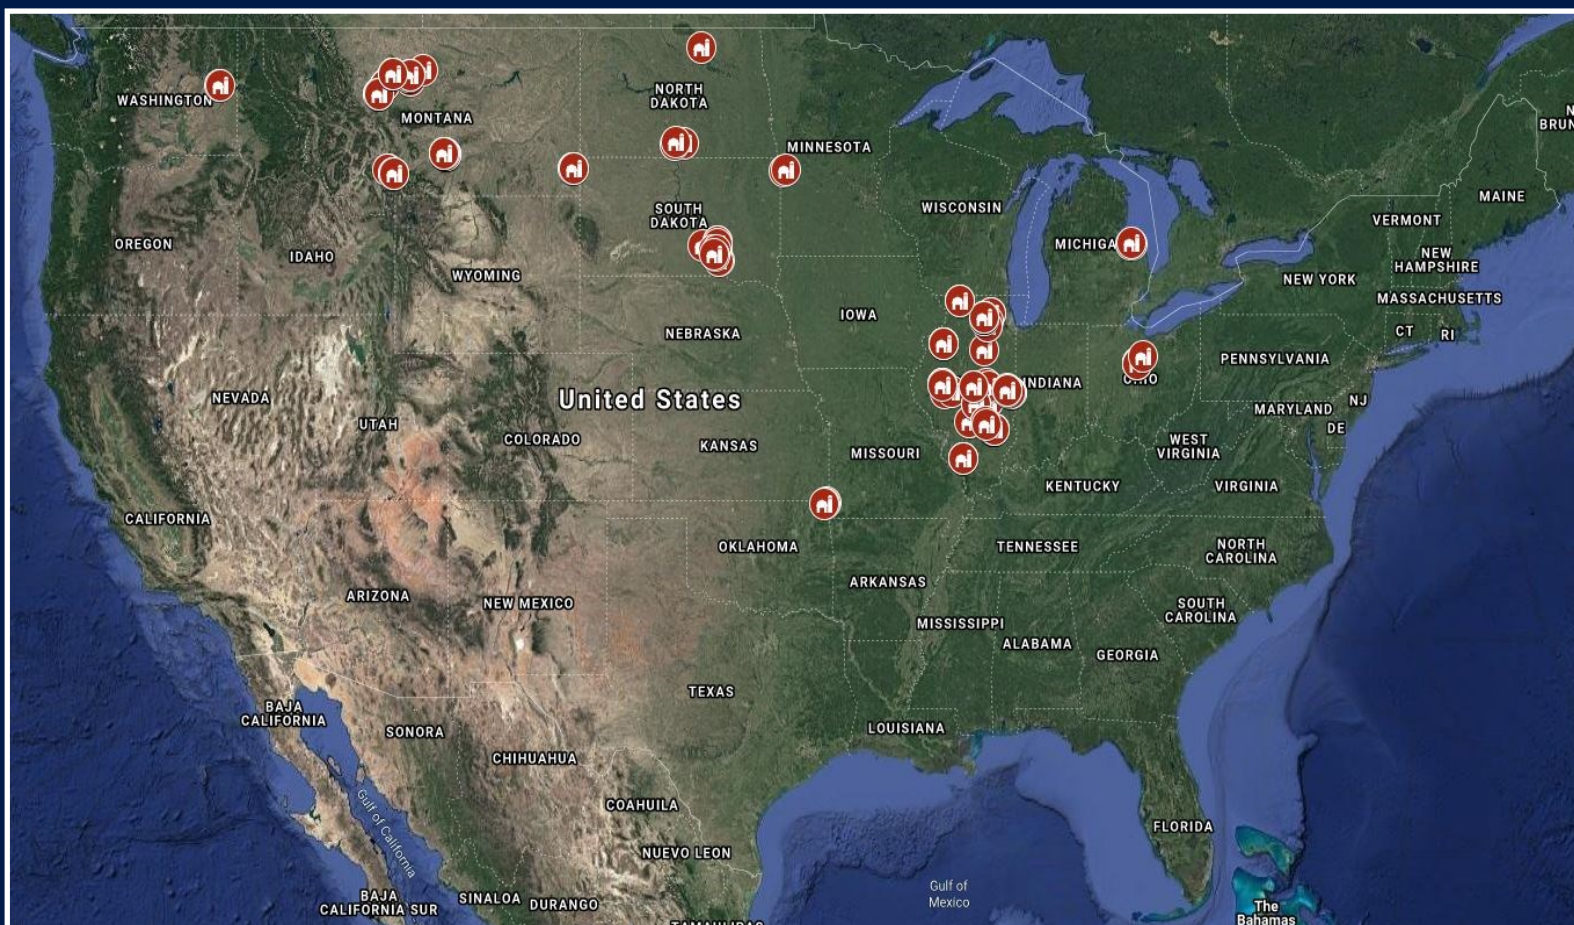 WASHINGTON
MONTANA
NORTH
DAKOTA
MINNESOTA
SOUTH
DAKOTA
WISCONSIN
MICHIGA
MAINE
VERMONT
NEW
HAMPSHIRE
NEW YORK
MASSACHUSETTS
CT
RI
OREGON
IDAHO
WYOMING
IOWA
NEBRASKA
PENNSYLVANIA
INDIANA
OHIO
NEVADA
United States
UTAH
COLORADO
KANSAS
MISSOURI
WEST
VIRGINIA
MARYLAND
NJ
DE
KENTUCKY
VIRGINIA
CALIFORNIA
OKLAHOMA
TENNESSEE
NORTH
CAROLINA
ARKANSAS
ARIZONA
NEW MEXICO
SOUTH
CAROLINA
MISSISSIPPI
ALABAMA
GEORGIA
TEXAS
LOUISIANA
BAJA
CALIFORNIA
SONORA
CHIHUAHUA
Gulf of California
COAHUILA
NUEVO LEON
FLORIDA
BAJA
CALIFORNIA SUR
SINALOA
DURANGO
Gulf of
Mexico
The
Bahamas
TAMAULIPAS